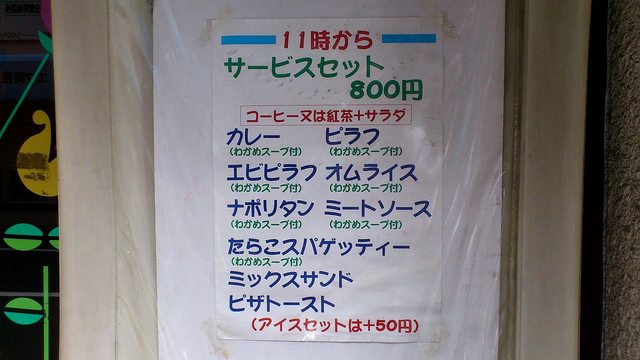 11時から
サービスセット
800円
コーヒー又は紅茶+サラダ
カレー ピラフ
(わかめスープ付) (わかめスープ付)
エビピラフ オムライス
(わかめスープ付) (わかめスープ付)
ナポリタン ミートソース
(わかめスープ付) (わかめスープ付)
たらこスパゲッティー
(わかめスープ付)
ミックスサンド
ピザトースト
(アイスセットは+50円)